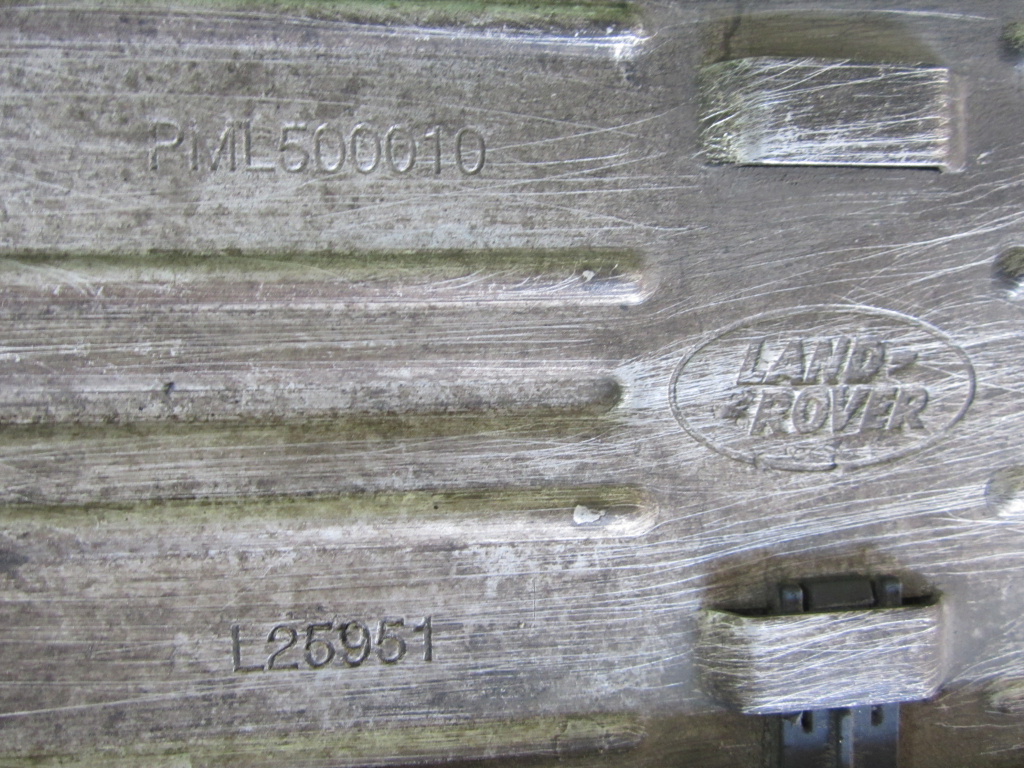 PML500010
LAND-
ROVER
L25951